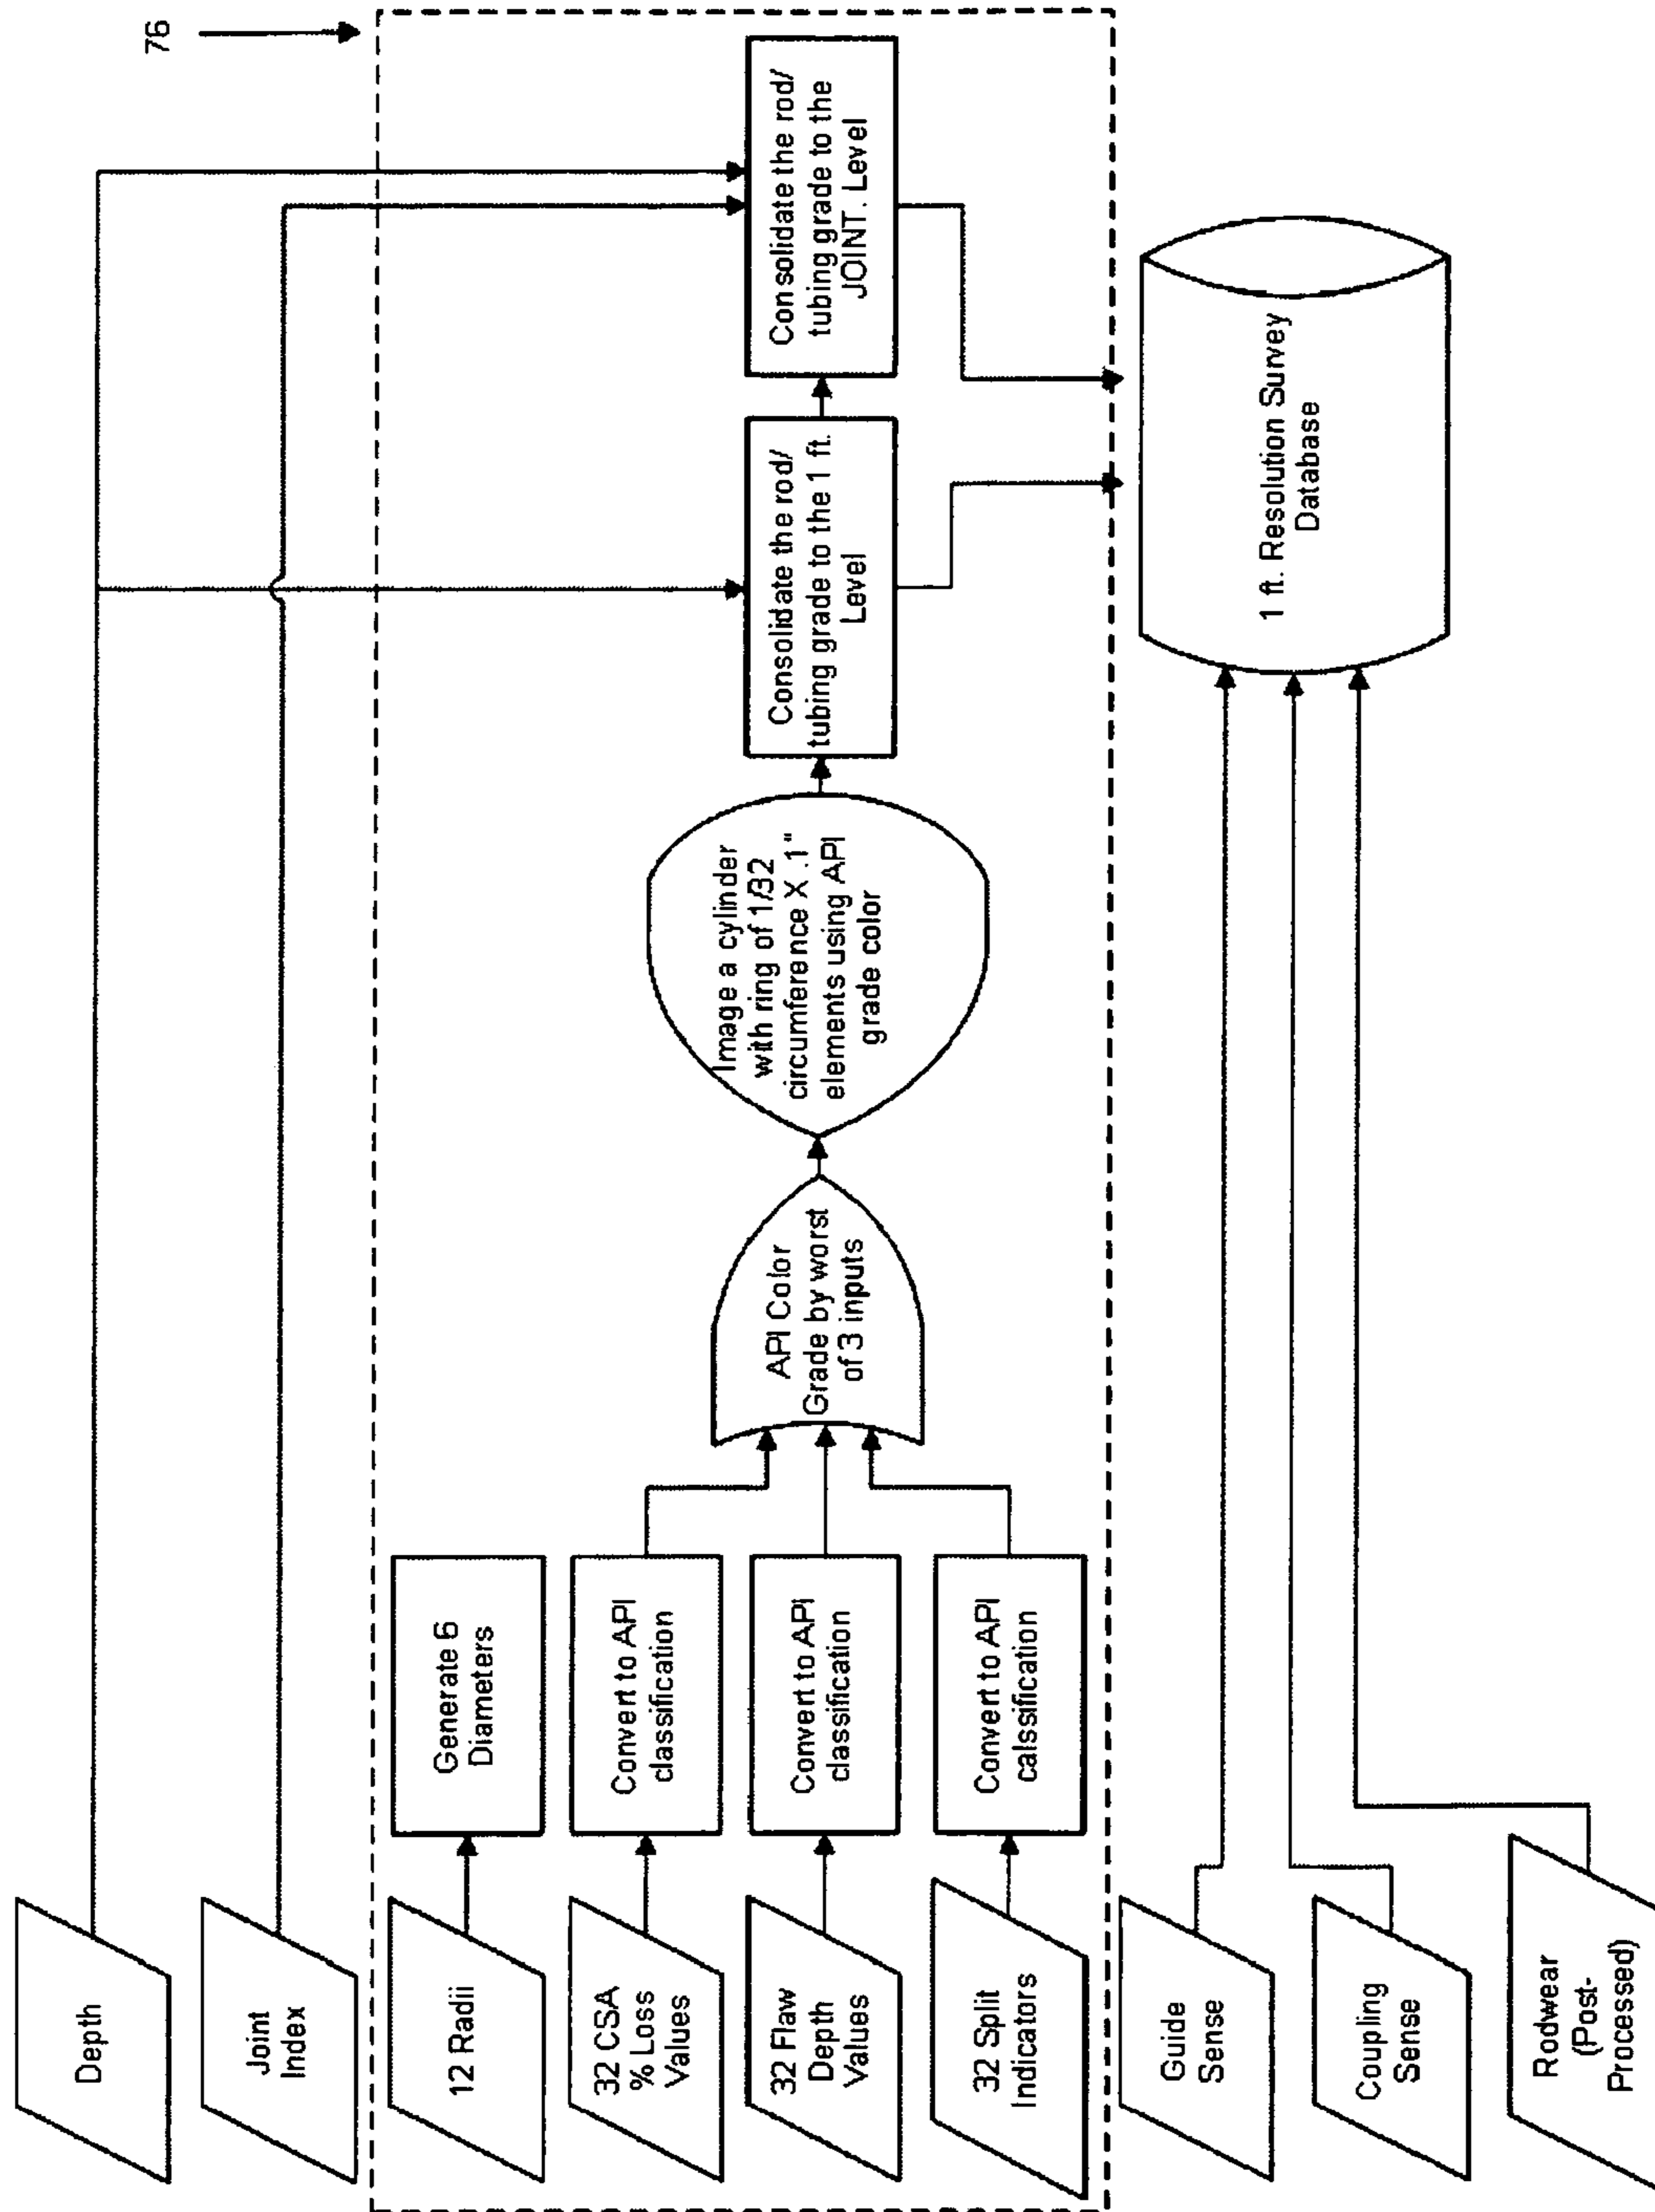 76
Depth
Joint
Index
12 Radii
Generate 6
Diameters
32 CSA
% Loss
Values
Convert to API
classification
32 Flaw
Depth
Values
Convert to API
classification
32 Split
Indicators
Convert to API
calssification
API Color
Grade by worst
of 3 inputs
Image a cylinder
with ring of 1/32
circumference X .1"
elements using API
grade color
Consolidate the rod/
tubing grade to the 1 ft.
Level
Consolidate the rod/
tubing grade to the
JOINT. Level
Guide
Sense
Coupling
Sense
Rodwear
(Post-
Processed)
1 ft. Resolution Survey
Database